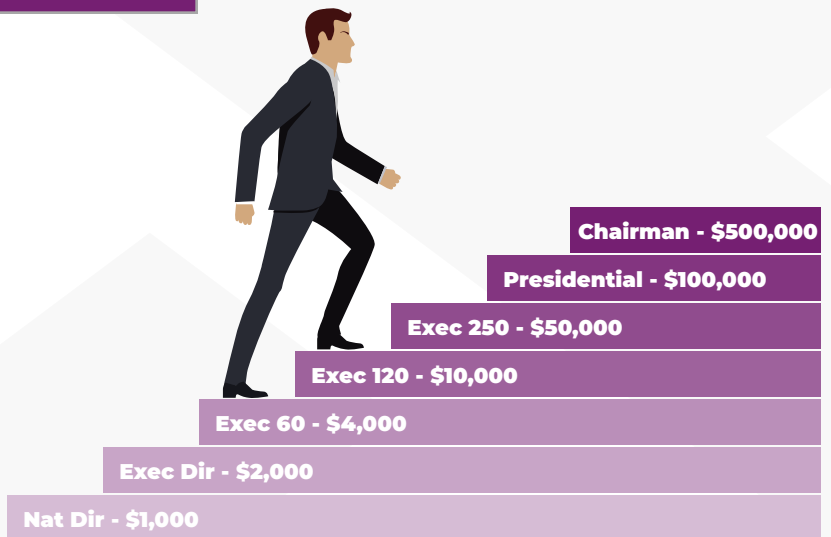 Chairman - $500,000
Presidential - $100,000
Exec 250 - $50,000
Exec 120 - $10,000
Exec 60 - $4,000
Exec Dir - $2,000
Nat Dir - $1,000